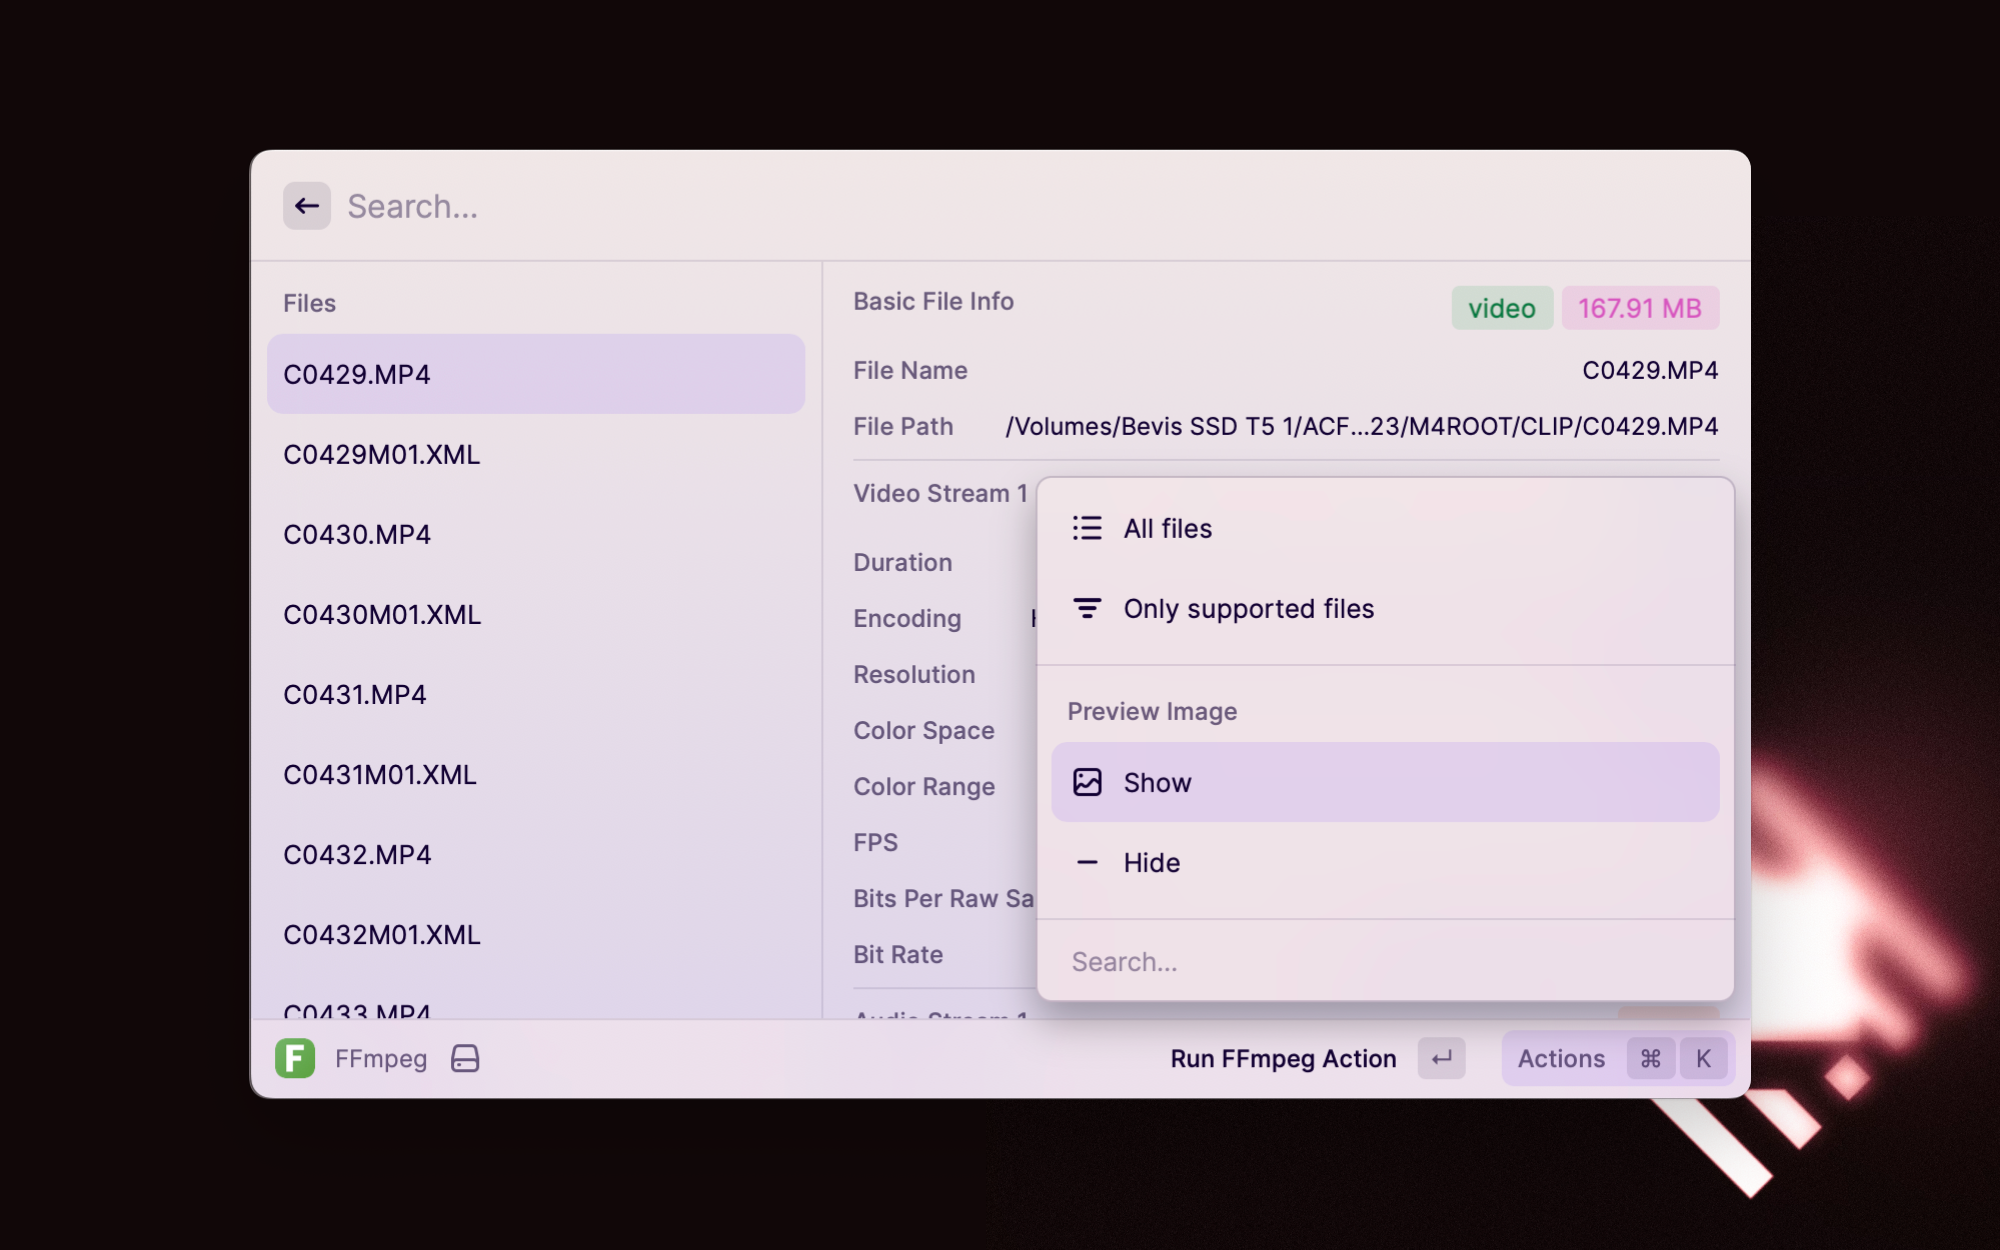 Search...
Files
C0429.MP4
C0429M01.XML
C0430.MP4
C0430M01.XML
C0431.MP4
C0431M01.XML
C0432.MP4
C0432M01.XML
C0433.MP4
Basic File Info
video
167.91 MB
File Name
C0429.MP4
File Path
/Volumes/Bevis SSD T5 1/ACF...23/M4ROOT/CLIP/C0429.MP4
Video Stream 1
Duration
Encoding
Resolution
Color Space
Color Range
FPS
Bits Per Raw Sa
Bit Rate
Audio Stream 1
All files
Only supported files
Preview Image
Show
Hide
Search...
F FFmpeg
Run FFmpeg Action ↵
Actions ⌘ K